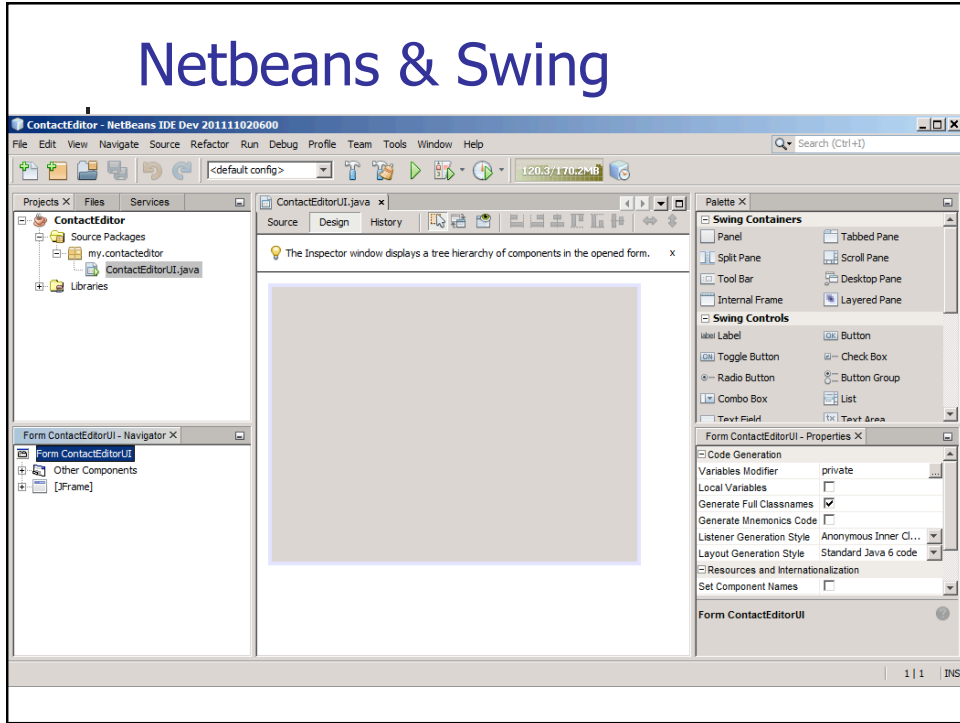 Netbeans & Swing
ContactEditor - NetBeans IDE Dev 201111020600
File Edit View Navigate Source Refactor Run Debug Profile Team Tools Window Help
Search (Ctrl+I)
<default config>
120.3/170.2MB
Projects X Files Services
ContactEditor
Source Packages
my.contacteditor
ContactEditorUI.java
Libraries
Form ContactEditorUI - Navigator X
Form ContactEditorUI
Other Components
[JFrame]
ContactEditorUI.java x
Source Design History
The Inspector window displays a tree hierarchy of components in the opened form. x
Palette X
Swing Containers
Panel Tabbed Pane
Split Pane Scroll Pane
Tool Bar Desktop Pane
Internal Frame Layered Pane
Swing Controls
label Label OK Button
ON Toggle Button Check Box
Radio Button Button Group
Combo Box List
Text Field tx Text Area
Form ContactEditorUI - Properties X
Code Generation
Variables Modifier private ...
Local Variables
Generate Full Classnames
Generate Mnemonics Code
Listener Generation Style Anonymous Inner Cl...
Layout Generation Style Standard Java 6 code
Resources and Internationalization
Set Component Names
Form ContactEditorUI
?
1 | 1 INS